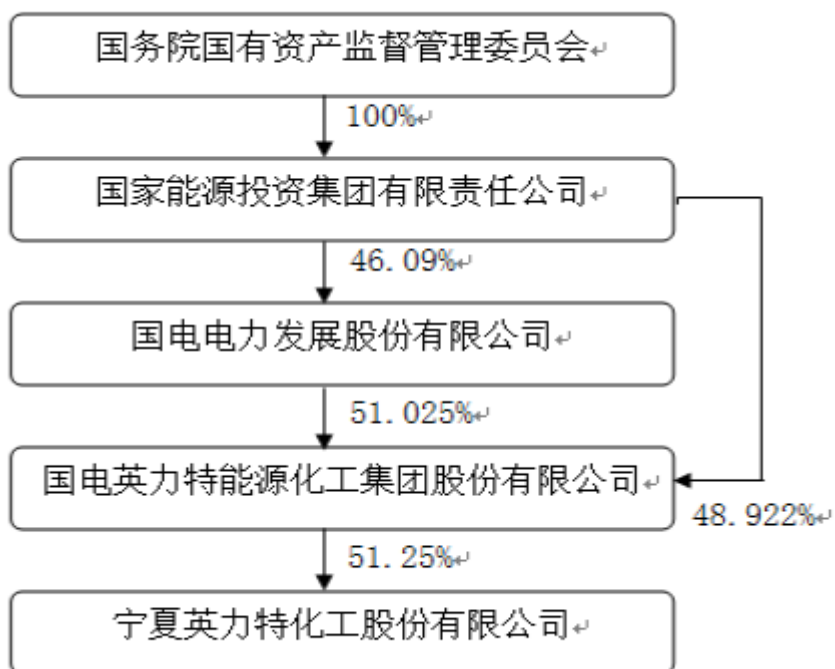 国务院国有资产监督管理委员会
100%
国家能源投资集团有限责任公司
46.09%
国电电力发展股份有限公司
51.025%
国电英力特能源化工集团股份有限公司
48.922%
51.25%
宁夏英力特化工股份有限公司